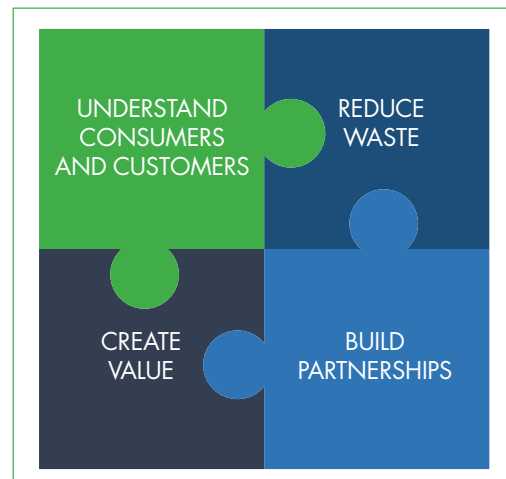 UNDERSTAND
CONSUMERS
AND CUSTOMERS
REDUCE
WASTE
CREATE
VALUE
BUILD
PARTNERSHIPS